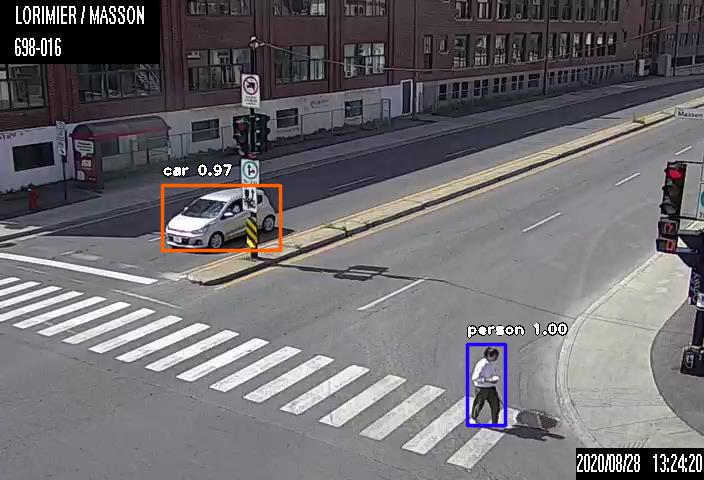 LORIMIER / MASSON
698-016
car 0.97
Masson
person 1.00
2020/08/28 13:24:20